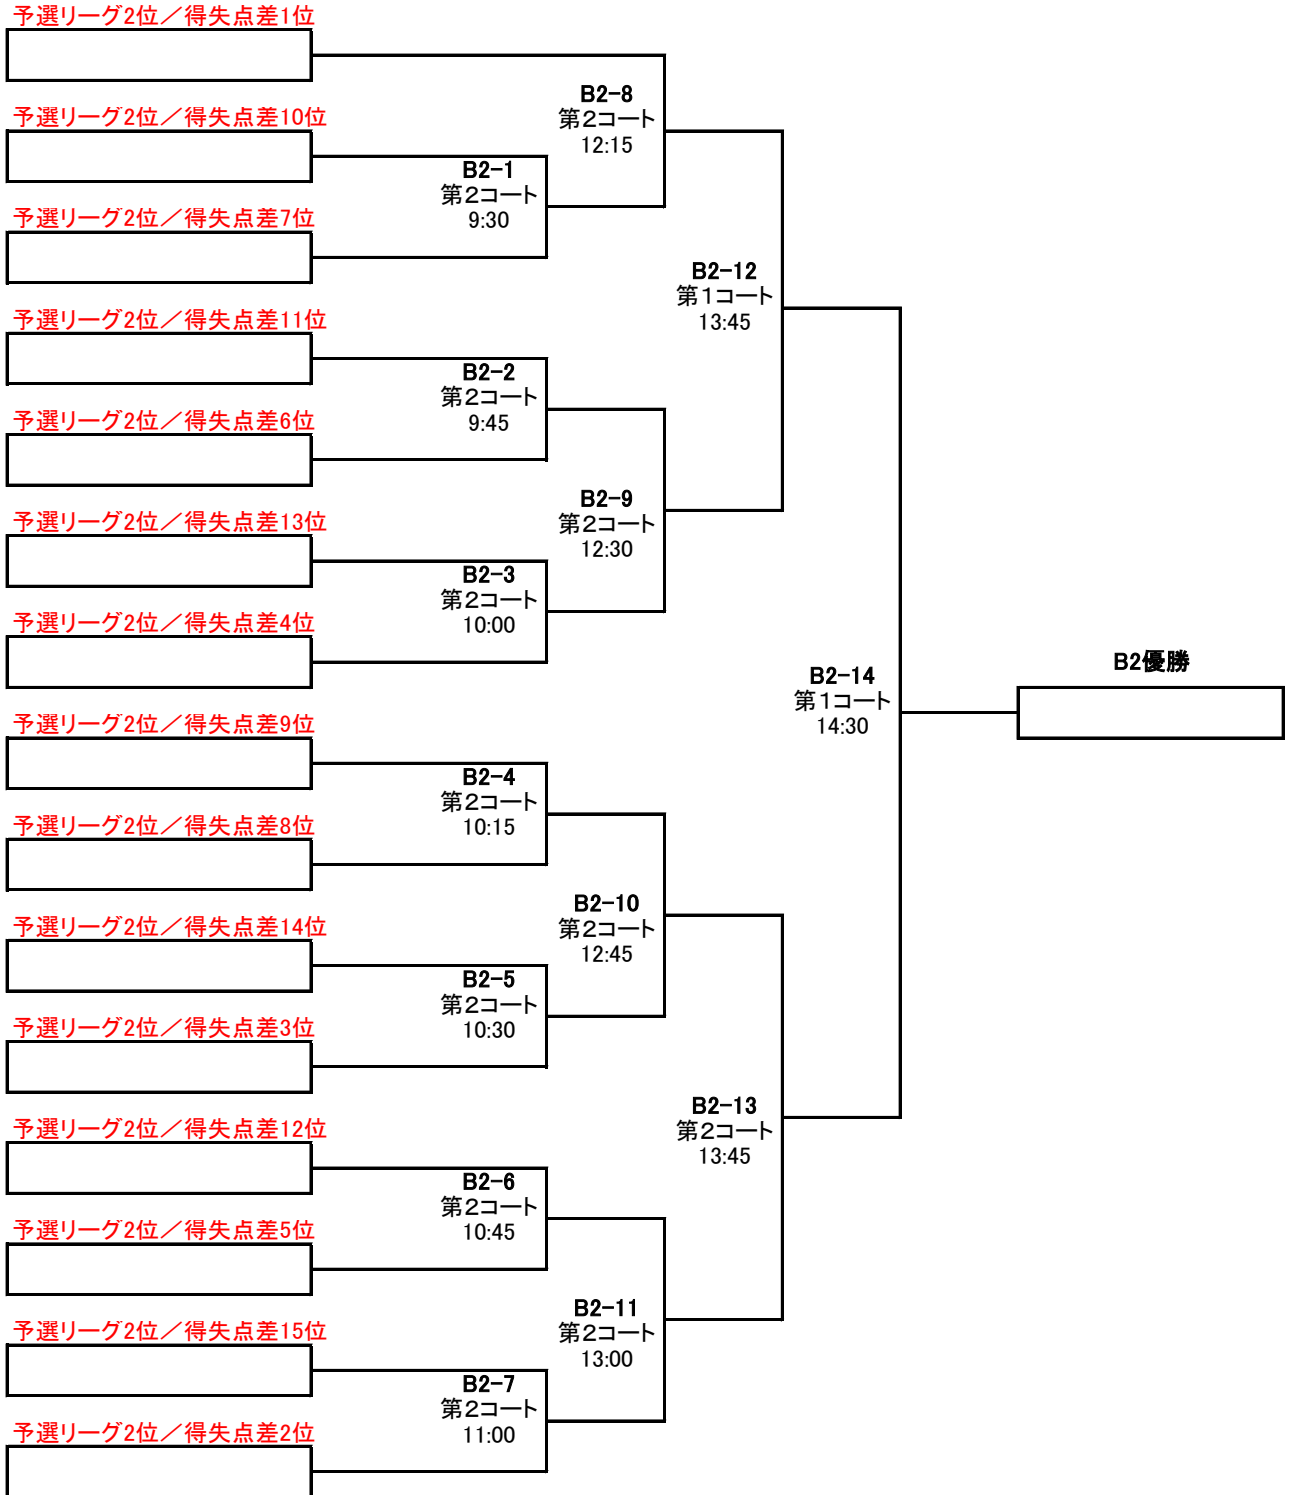 予選リーグ2位／得失点差1位
B2-8
第2コート
12:15
予選リーグ2位／得失点差10位
B2-1
第2コート
9:30
予選リーグ2位／得失点差7位
B2-12
第1コート
13:45
予選リーグ2位／得失点差11位
B2-2
第2コート
9:45
予選リーグ2位／得失点差6位
B2-9
第2コート
12:30
予選リーグ2位／得失点差13位
B2-3
第2コート
10:00
予選リーグ2位／得失点差4位
B2優勝
B2-14
第1コート
14:30
予選リーグ2位／得失点差9位
B2-4
第2コート
10:15
予選リーグ2位／得失点差8位
B2-10
第2コート
12:45
予選リーグ2位／得失点差14位
B2-5
第2コート
10:30
予選リーグ2位／得失点差3位
B2-13
第2コート
13:45
予選リーグ2位／得失点差12位
B2-6
第2コート
10:45
予選リーグ2位／得失点差5位
B2-11
第2コート
13:00
予選リーグ2位／得失点差15位
B2-7
第2コート
11:00
予選リーグ2位／得失点差2位